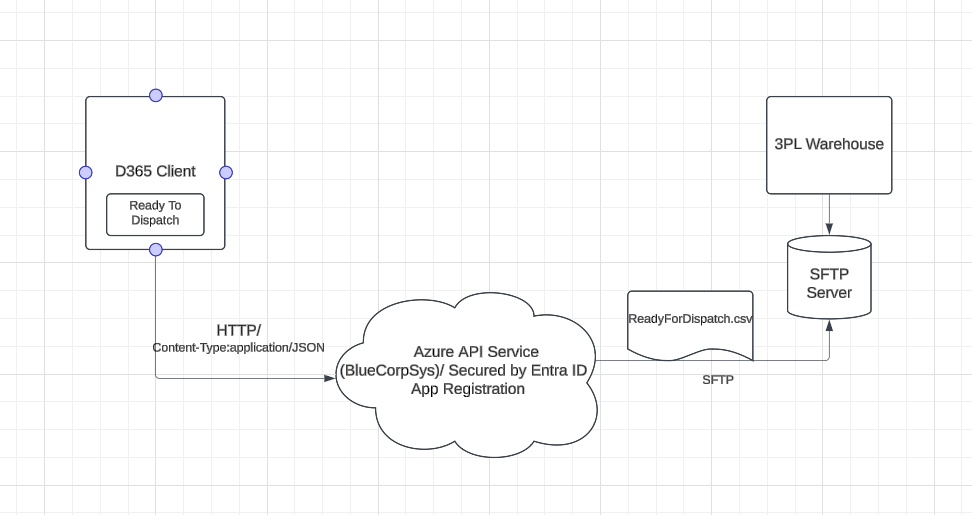 D365 Client
Ready To
Dispatch
3PL Warehouse
SFTP
Server
ReadyForDispatch.csv
HTTP/
Content-Type:application/JSON
Azure API Service
(BlueCorpSys)/ Secured by Entra ID
App Registration
SFTP